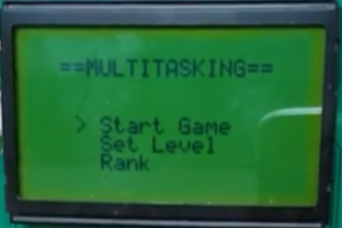 ==MULTITASKING==
> Start Game
Set Level
Rank